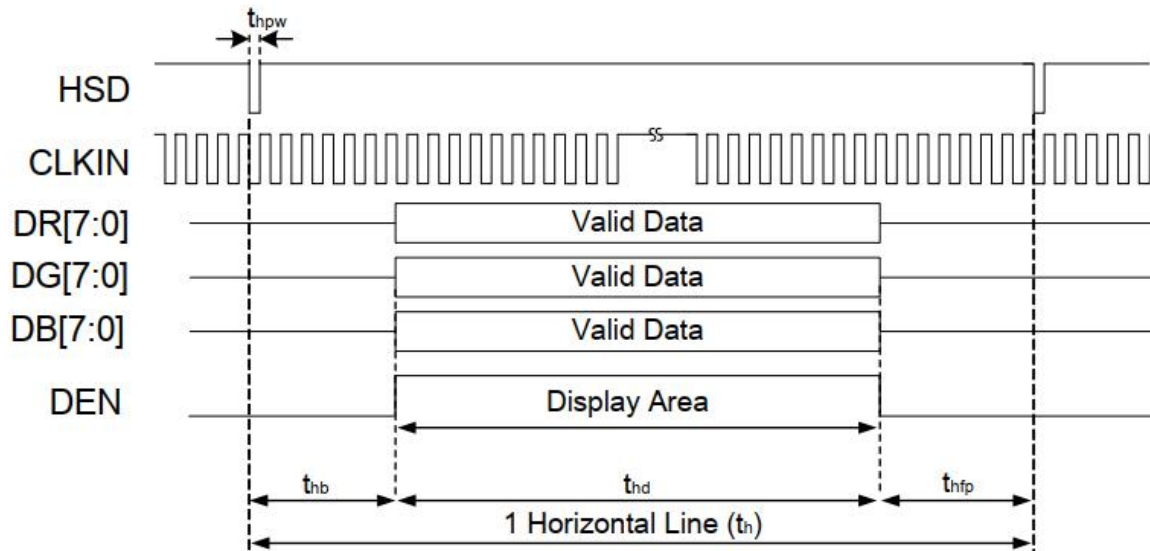 thpw
HSD
CLKIN
DR[7:0]
Valid Data
DG[7:0]
Valid Data
DB[7:0]
Valid Data
DEN
Display Area
thb
thd
thfp
1 Horizontal Line (th)